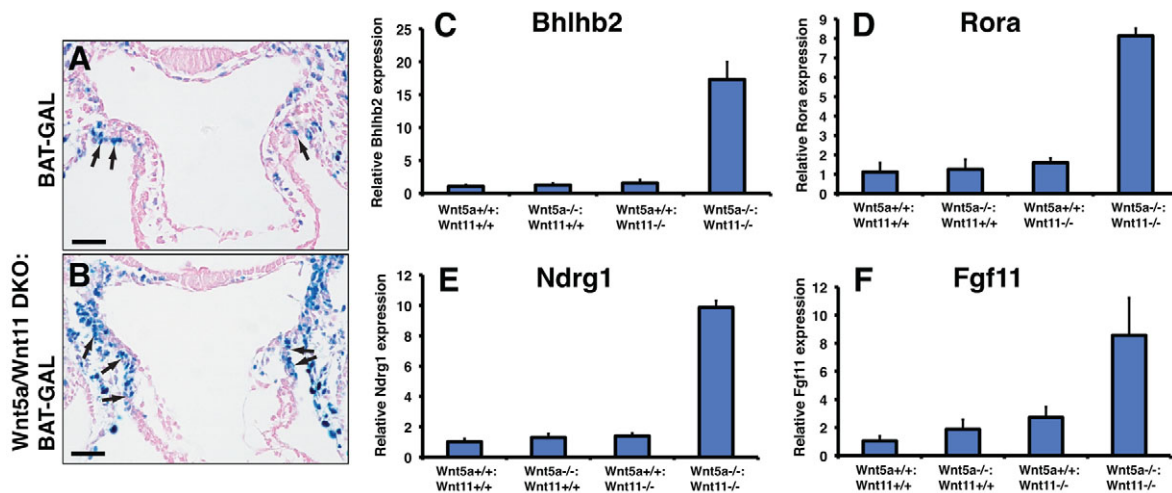 A
BAT-GAL
B
Wnt5a/Wnt11 DKO:
BAT-GAL
C
Bhlhb2
Relative Bhlhb2 expression
25
20
15
10
5
0
Wnt5a+/+: Wnt5a-/-: Wnt5a+/+: Wnt5a-/-:
Wnt11+/+ Wnt11+/+ Wnt11-/- Wnt11-/-
D
Rora
Relative Rora expression
9
8
7
6
5
4
3
2
1
0
Wnt5a+/+: Wnt5a-/-: Wnt5a+/+: Wnt5a-/-:
Wnt11+/+ Wnt11+/+ Wnt11-/- Wnt11-/-
E
Ndrg1
Relative Ndrg1 expression
12
10
8
6
4
2
0
Wnt5a+/+: Wnt5a-/-: Wnt5a+/+: Wnt5a-/-:
Wnt11+/+ Wnt11+/+ Wnt11-/- Wnt11-/-
F
Fgf11
Relative Fgf11 expression
12
10
8
6
4
2
0
Wnt5a+/+: Wnt5a-/-: Wnt5a+/+: Wnt5a-/-:
Wnt11+/+ Wnt11+/+ Wnt11-/- Wnt11-/-